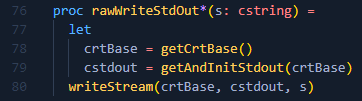 76 proc rawWriteStdOut*(s: cstring) =
77 let
78 crtBase = getCrtBase()
79 cstdout = getAndInitStdout(crtBase)
80 writeStream(crtBase, cstdout, s)